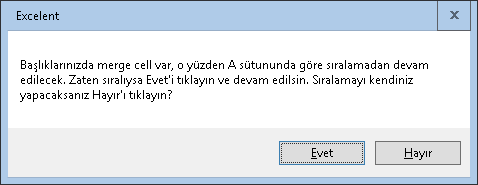 Excelent
Başlıklarınızda merge cell var, o yüzden A sütununda göre sıralamadan devam
edilecek. Zaten sıralıysa Evet'i tıklayın ve devam edilsin. Sıralamayı kendiniz
yapacaksanız Hayır'ı tıklayın?
Evet
Hayır